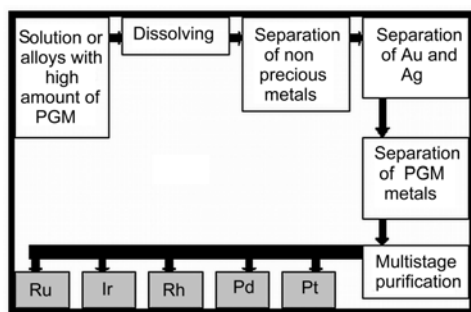 Solution or
alloys with
high
amount of
PGM
Dissolving
Separation
of non
precious
metals
Separation
of Au and
Ag
Separation
of PGM
metals
Multistage
purification
Ru
Ir
Rh
Pd
Pt